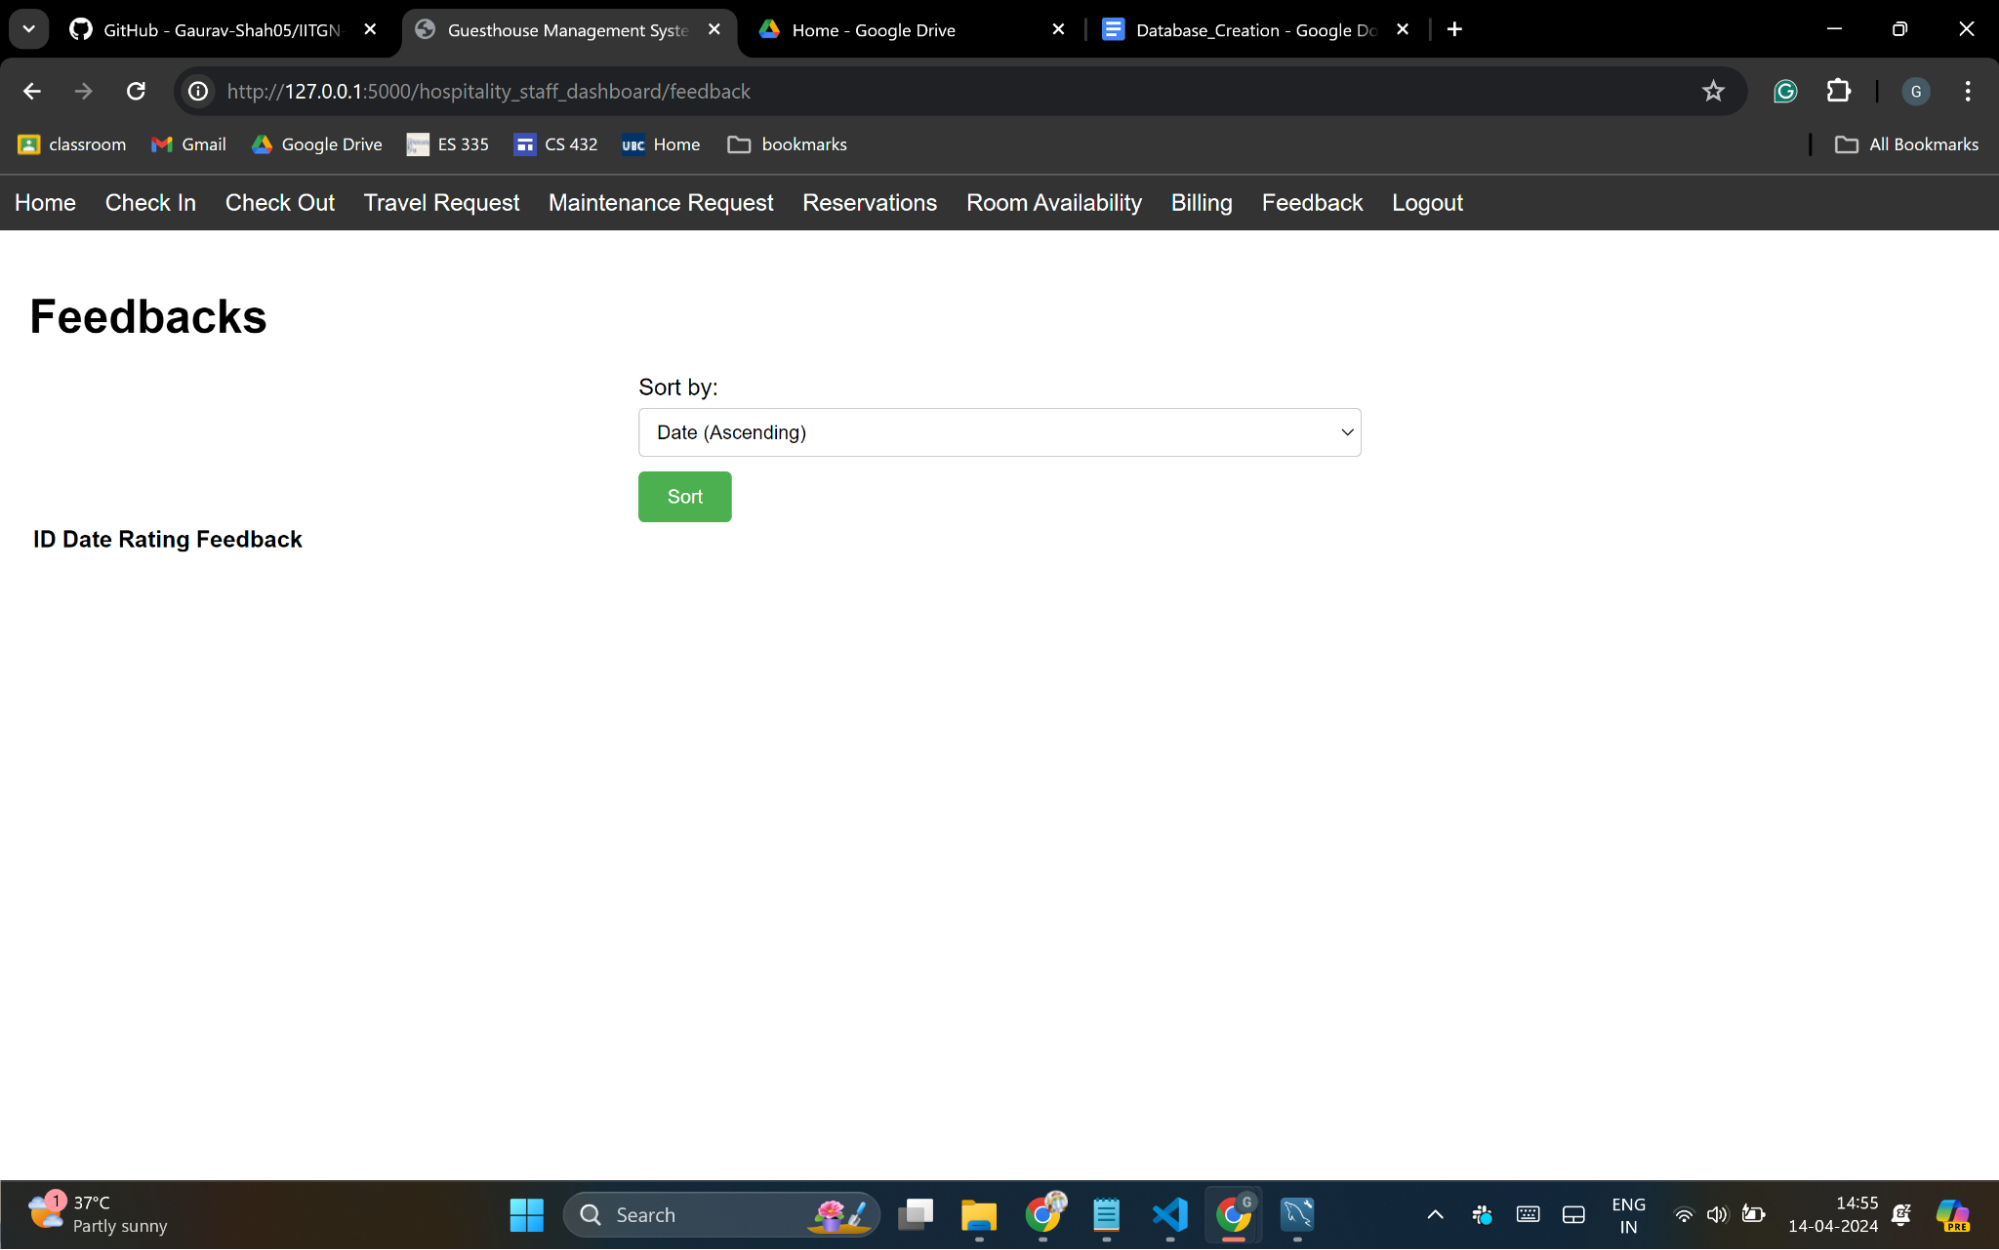 GitHub - Gaurav-Shah05/IITGN-
Guesthouse Management Syste
Home - Google Drive
Database_Creation - Google Do
http://127.0.0.1:5000/hospitality_staff_dashboard/feedback
G
classroom
Gmail
Google Drive
ES 335
CS 432
UBC Home
bookmarks
All Bookmarks
Home Check In Check Out Travel Request Maintenance Request Reservations Room Availability Billing Feedback Logout
Feedbacks
Sort by:
Date (Ascending)
Sort
ID Date Rating Feedback
1
37°C
Partly sunny
Search
G
ENG
IN
14:55
14-04-2024
PRE